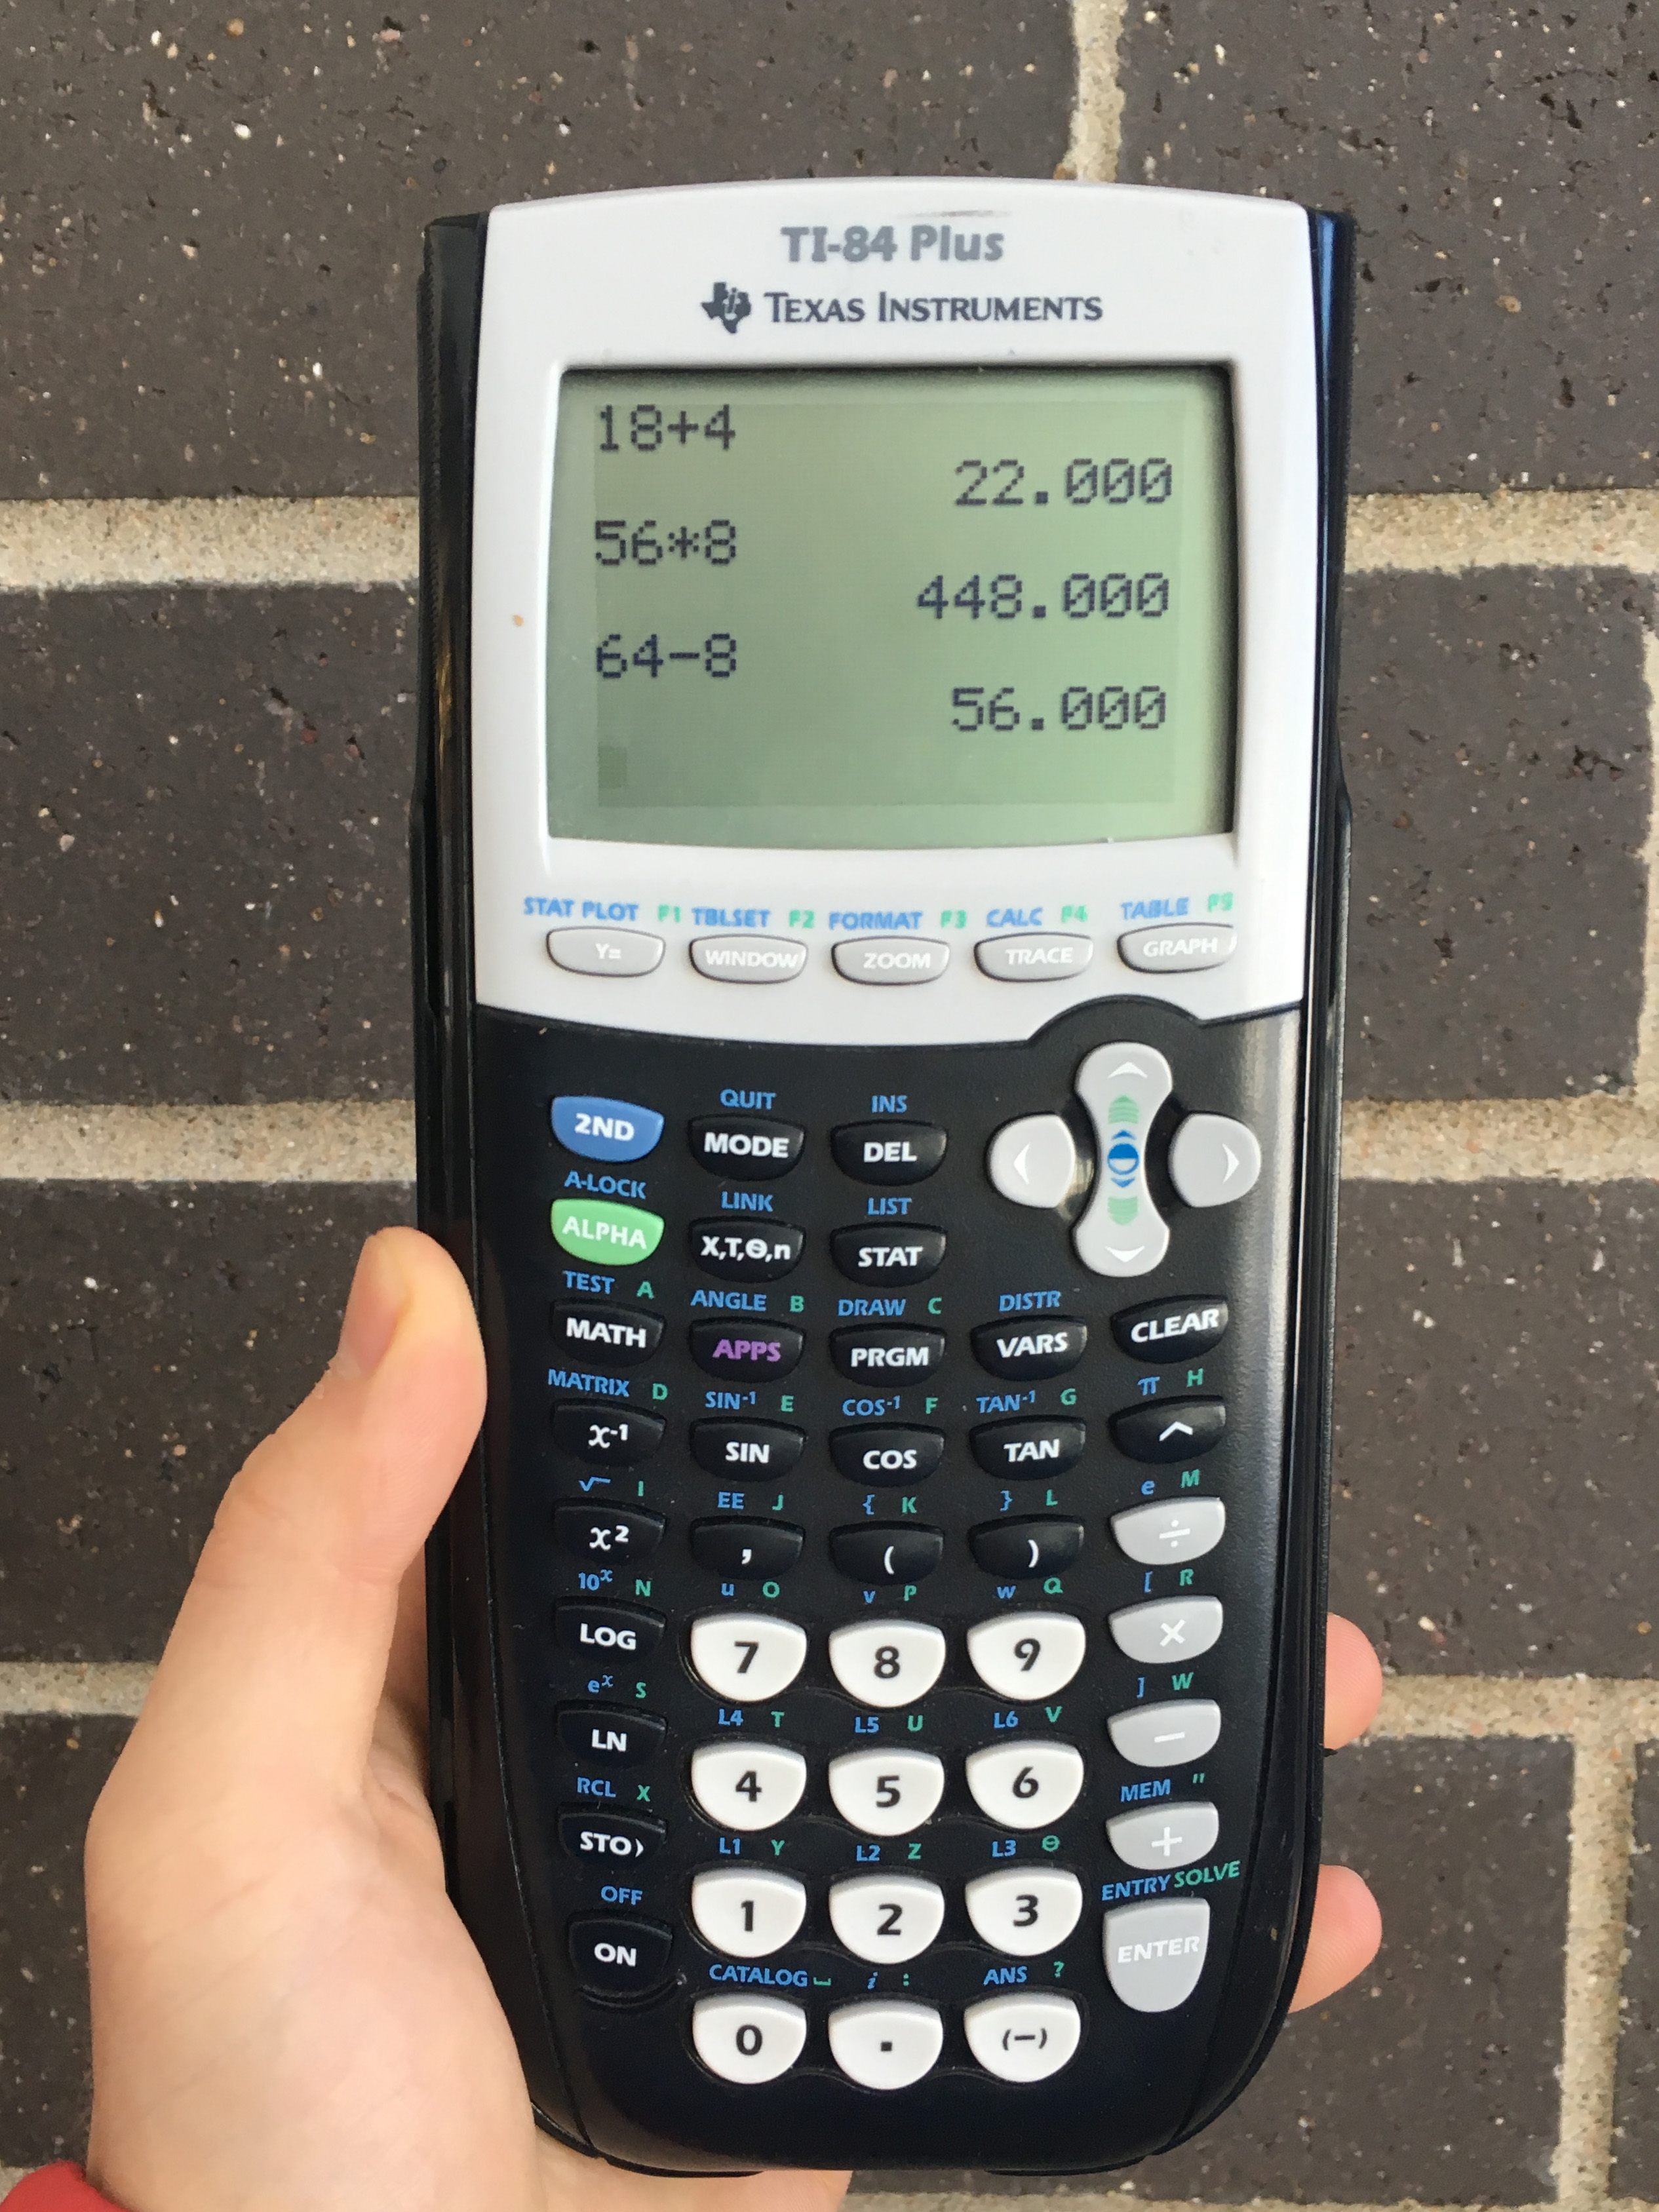 TI-84 Plus
TEXAS INSTRUMENTS
18+4
22.000
56*8
448.000
64-8
56.000
STAT PLOT F1 TBLSET F2 FORMAT F3 CALC F4 TABLE F5
Y= WINDOW ZOOM TRACE GRAPH
QUIT INS
2ND MODE DEL
A-LOCK LINK LIST
ALPHA X,T,Θ,n STAT
TEST A ANGLE B DRAW C DISTR
MATH APPS PRGM VARS CLEAR
MATRIX D SIN⁻¹ E COS⁻¹ F TAN⁻¹ G π H
x⁻¹ SIN COS TAN ^
√ I EE J { K } L e M
x² , ( ) ÷
10ˣ N u O v P w Q [ R
LOG 7 8 9 ×
eˣ S L4 T L5 U L6 V ] W
LN 4 5 6 −
RCL X L1 Y L2 Z L3 θ MEM "
STO› 1 2 3 +
OFF CATALOG ⎵ i : ANS ? ENTRY SOLVE
ON 0 . (−) ENTER